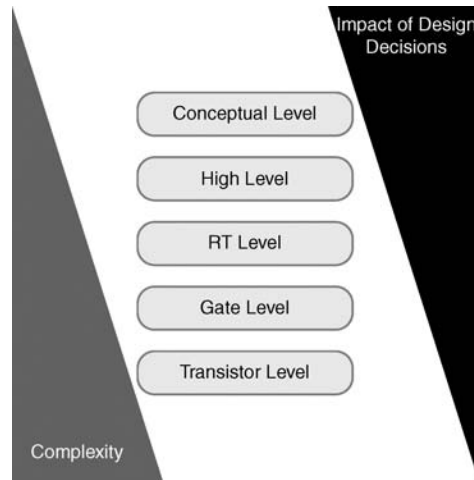 Impact of Design
Decisions
Conceptual Level
High Level
RT Level
Gate Level
Transistor Level
Complexity